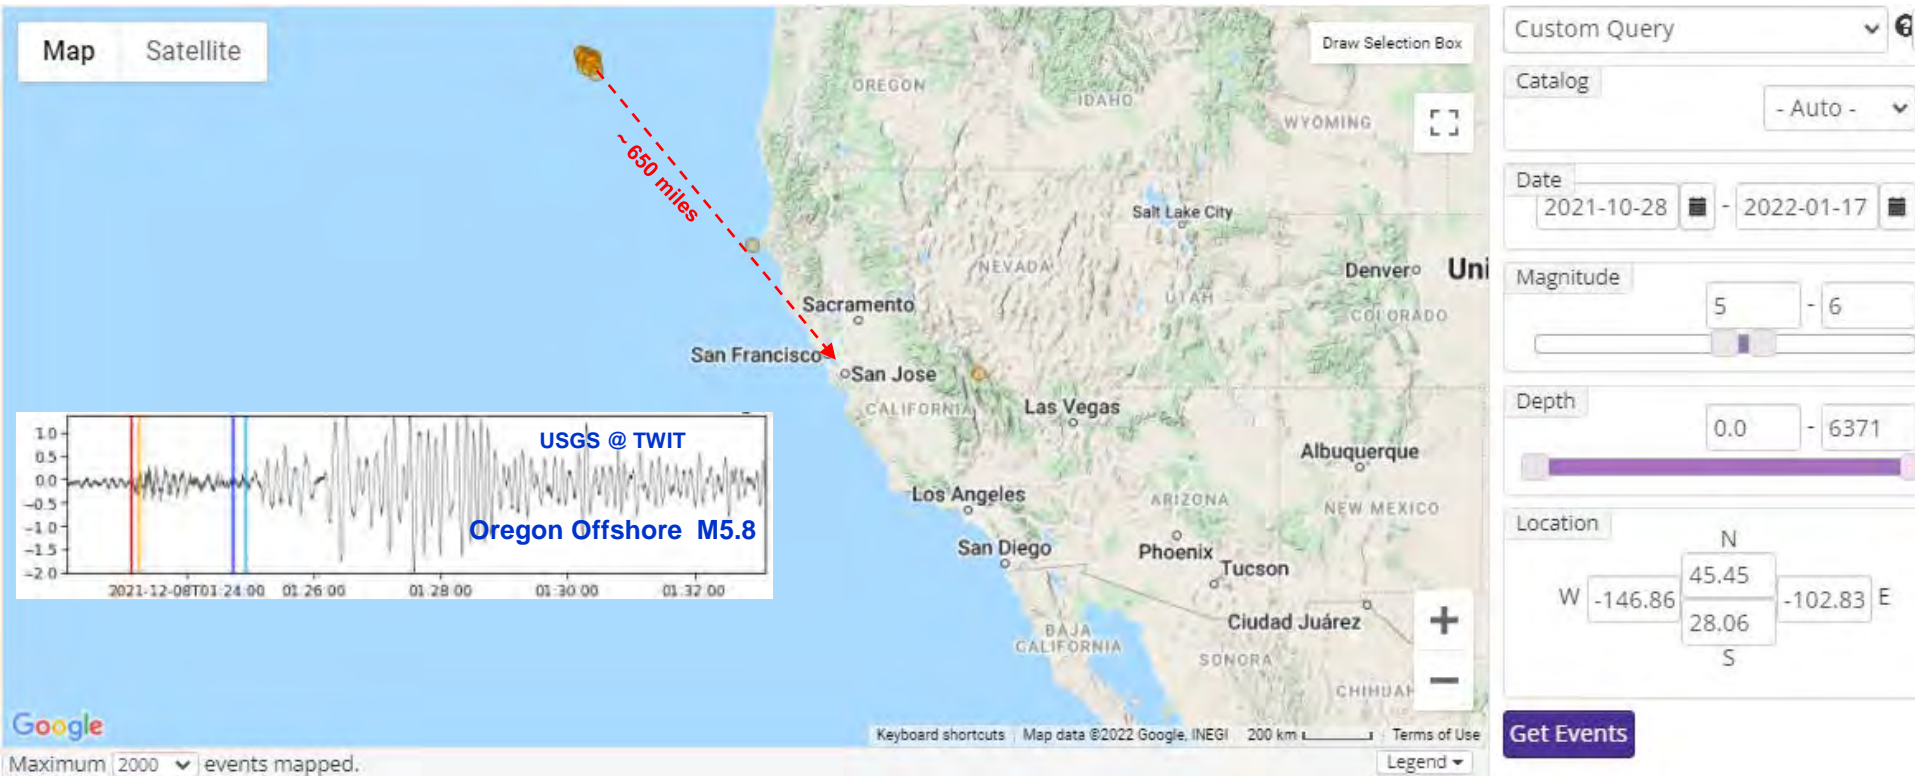 Map Satellite
Draw Selection Box
OREGON
IDAHO
WYOMING
~ 650 miles
Salt Lake City
NEVADA
Denver
Uni
UTAH
COLORADO
Sacramento
San Francisco
San Jose
CALIFORNIA
Las Vegas
Albuquerque
Los Angeles
ARIZONA
NEW MEXICO
San Diego
Phoenix
Tucson
Ciudad Juárez
BAJA
CALIFORNIA
SONORA
CHIHUAH
1.0
0.5
0.0
−0.5
−1.0
−1.5
−2.0
USGS @ TWIT
Oregon Offshore M5.8
2021-12-08T01:24:00 01:26:00 01:28:00 01:30:00 01:32:00
+
−
Google
Keyboard shortcuts Map data ©2022 Google, INEGI 200 km Terms of Use
Maximum 2000 events mapped.
Legend
Custom Query
?
Catalog
- Auto -
Date
2021-10-28 - 2022-01-17
Magnitude
5 - 6
Depth
0.0 - 6371
Location
N
45.45
W -146.86 -102.83 E
28.06
S
Get Events